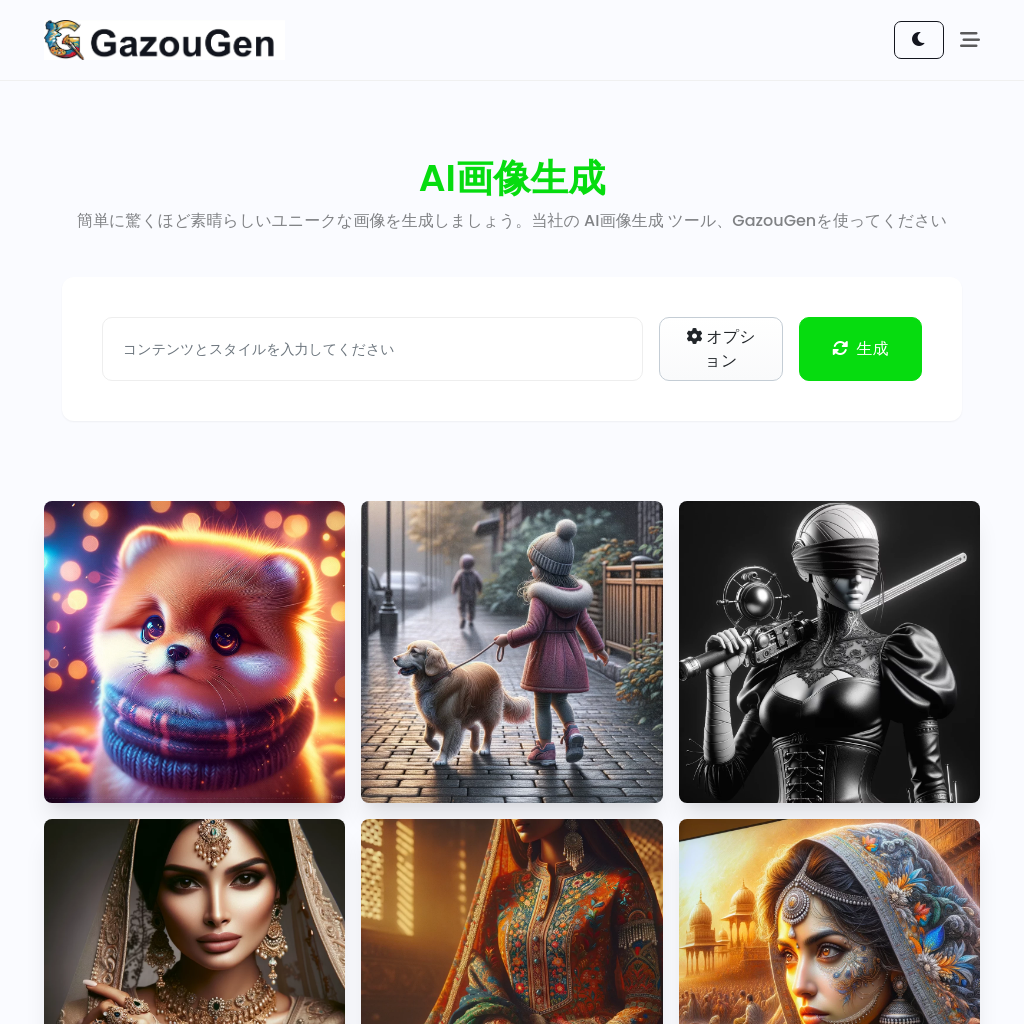 GazouGen
AI画像生成
簡単に驚くほど素晴らしいユニークな画像を生成しましょう。当社の AI画像生成 ツール、GazouGenを使ってください
コンテンツとスタイルを入力してください
オプシ
ョン
生成